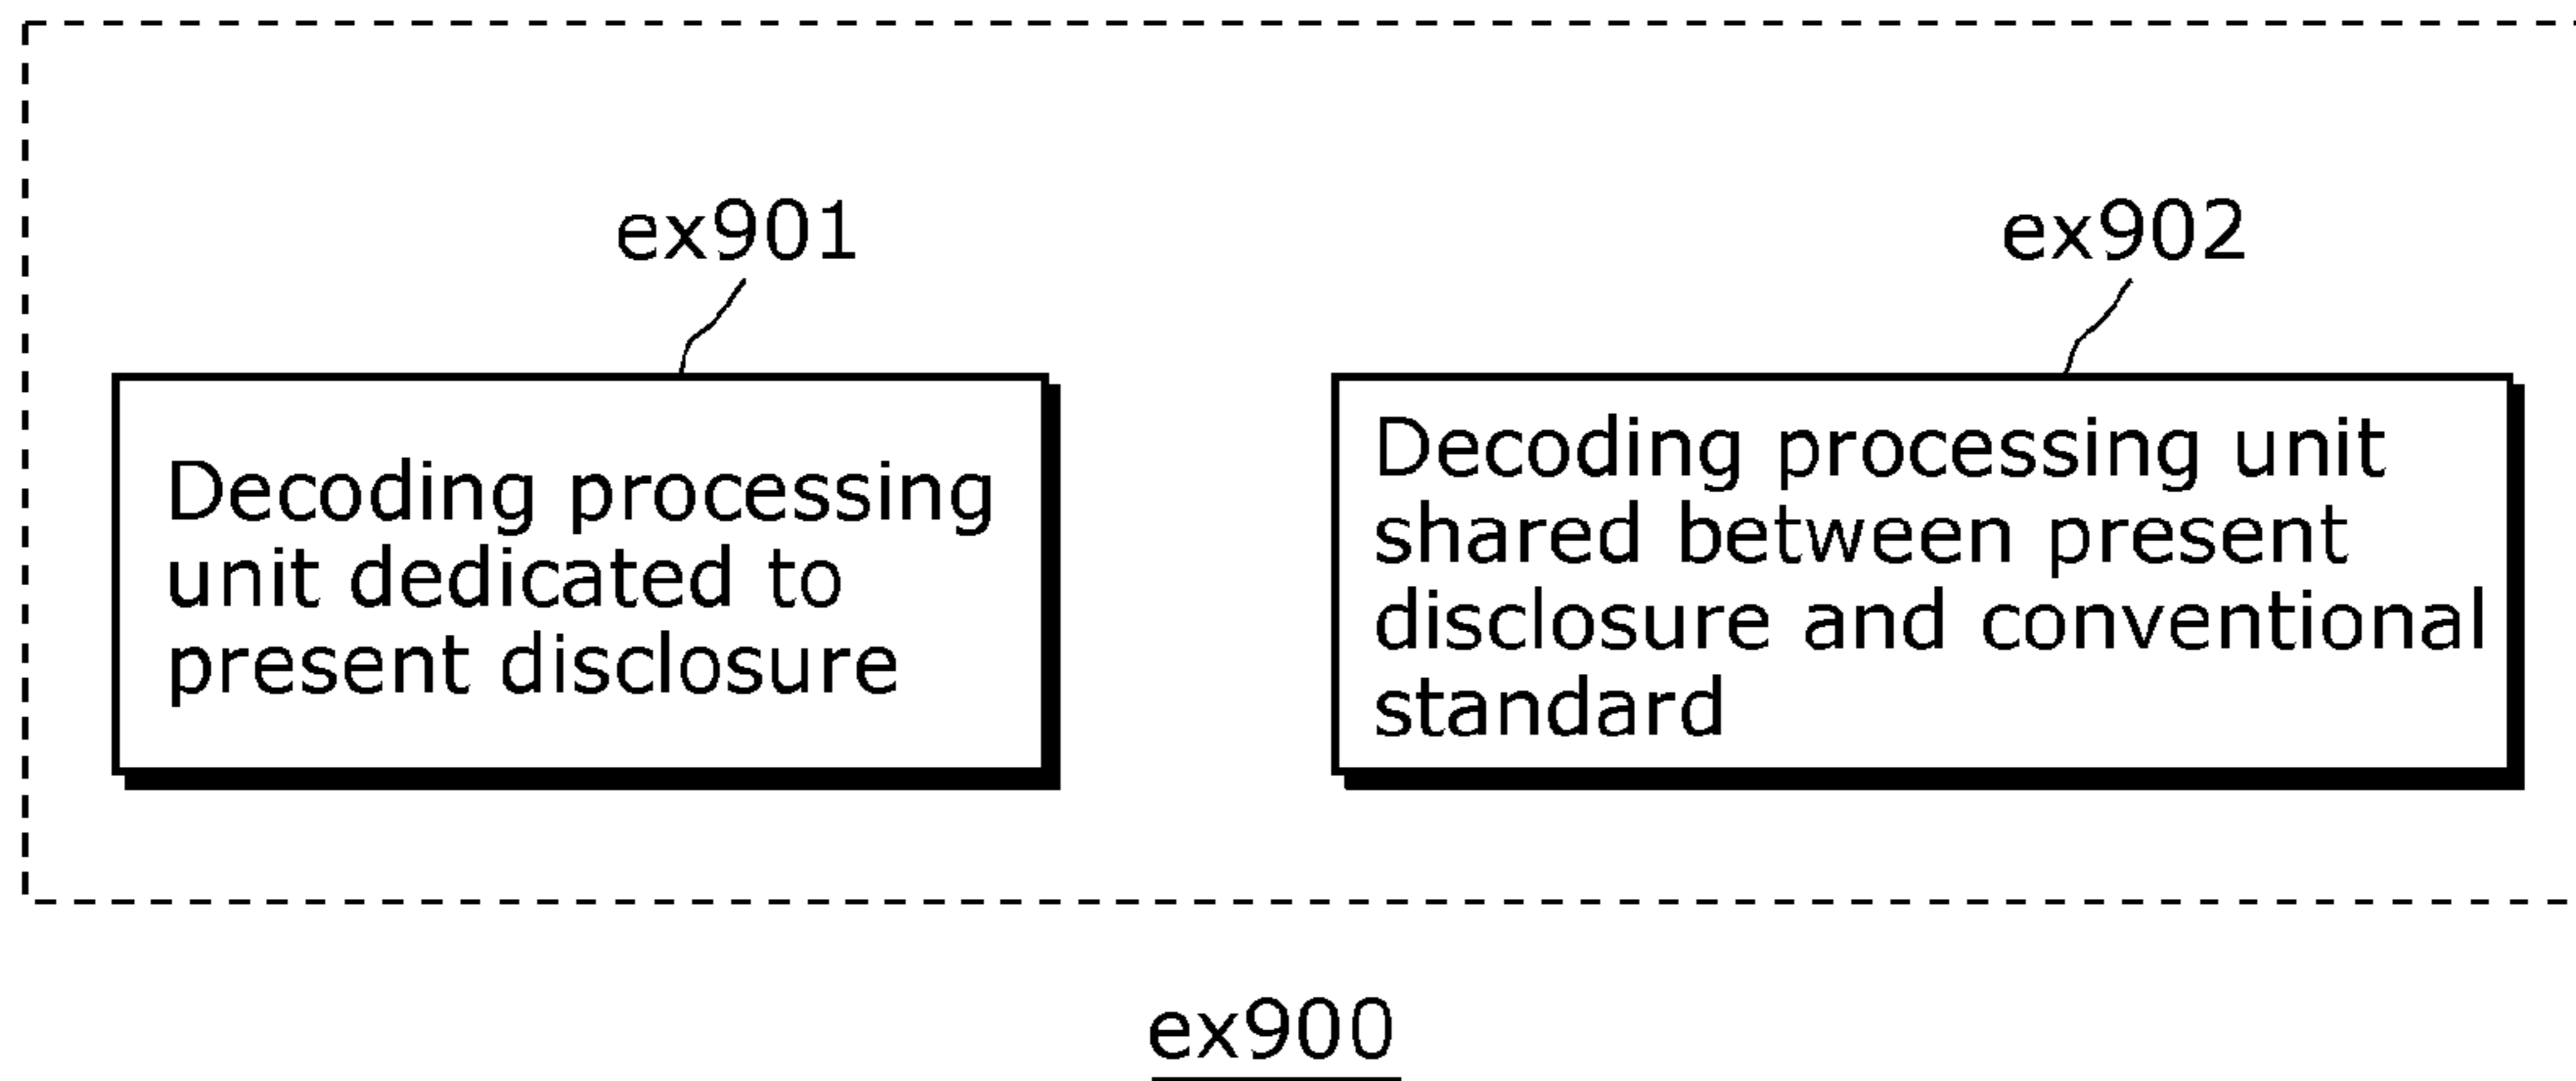 ex901
Decoding processing
unit dedicated to
present disclosure
ex902
Decoding processing unit
shared between present
disclosure and conventional
standard
ex900